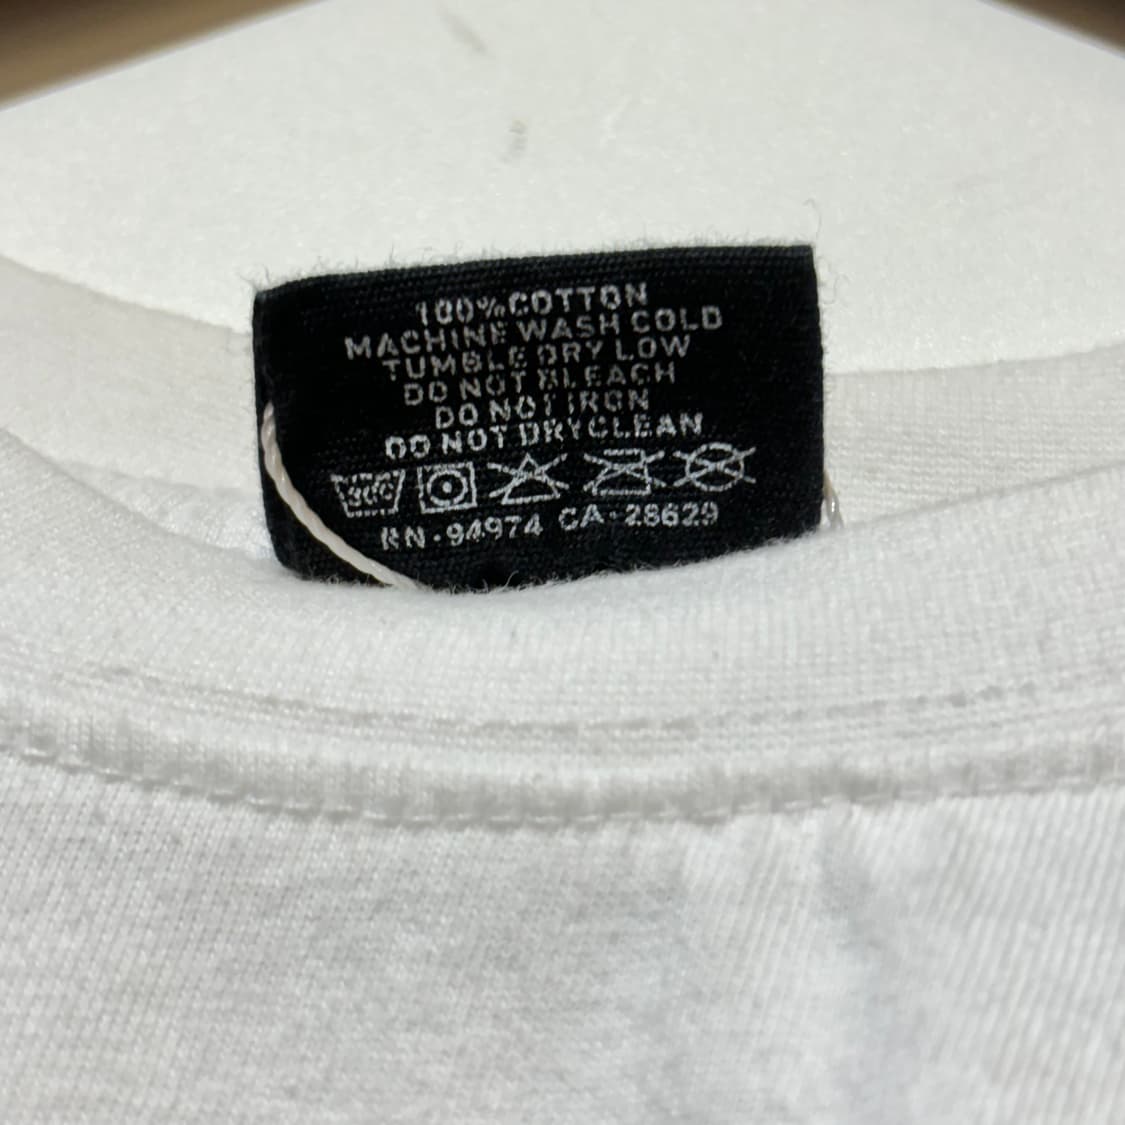 100% COTTON
MACHINE WASH COLD
TUMBLE DRY LOW
DO NOT BLEACH
DO NOT IRON
DO NOT DRYCLEAN
30C
RN-94974 CA-28629